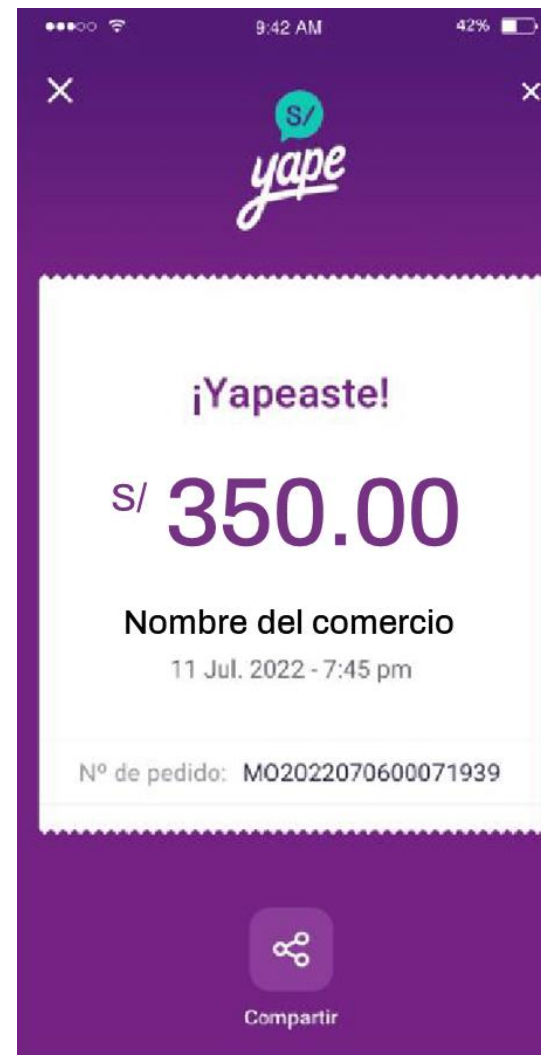 9:42 AM 42%
S/
yape
¡Yapeaste!
S/ 350.00
Nombre del comercio
11 Jul. 2022 - 7:45 pm
Nº de pedido: MO2022070600071939
Compartir